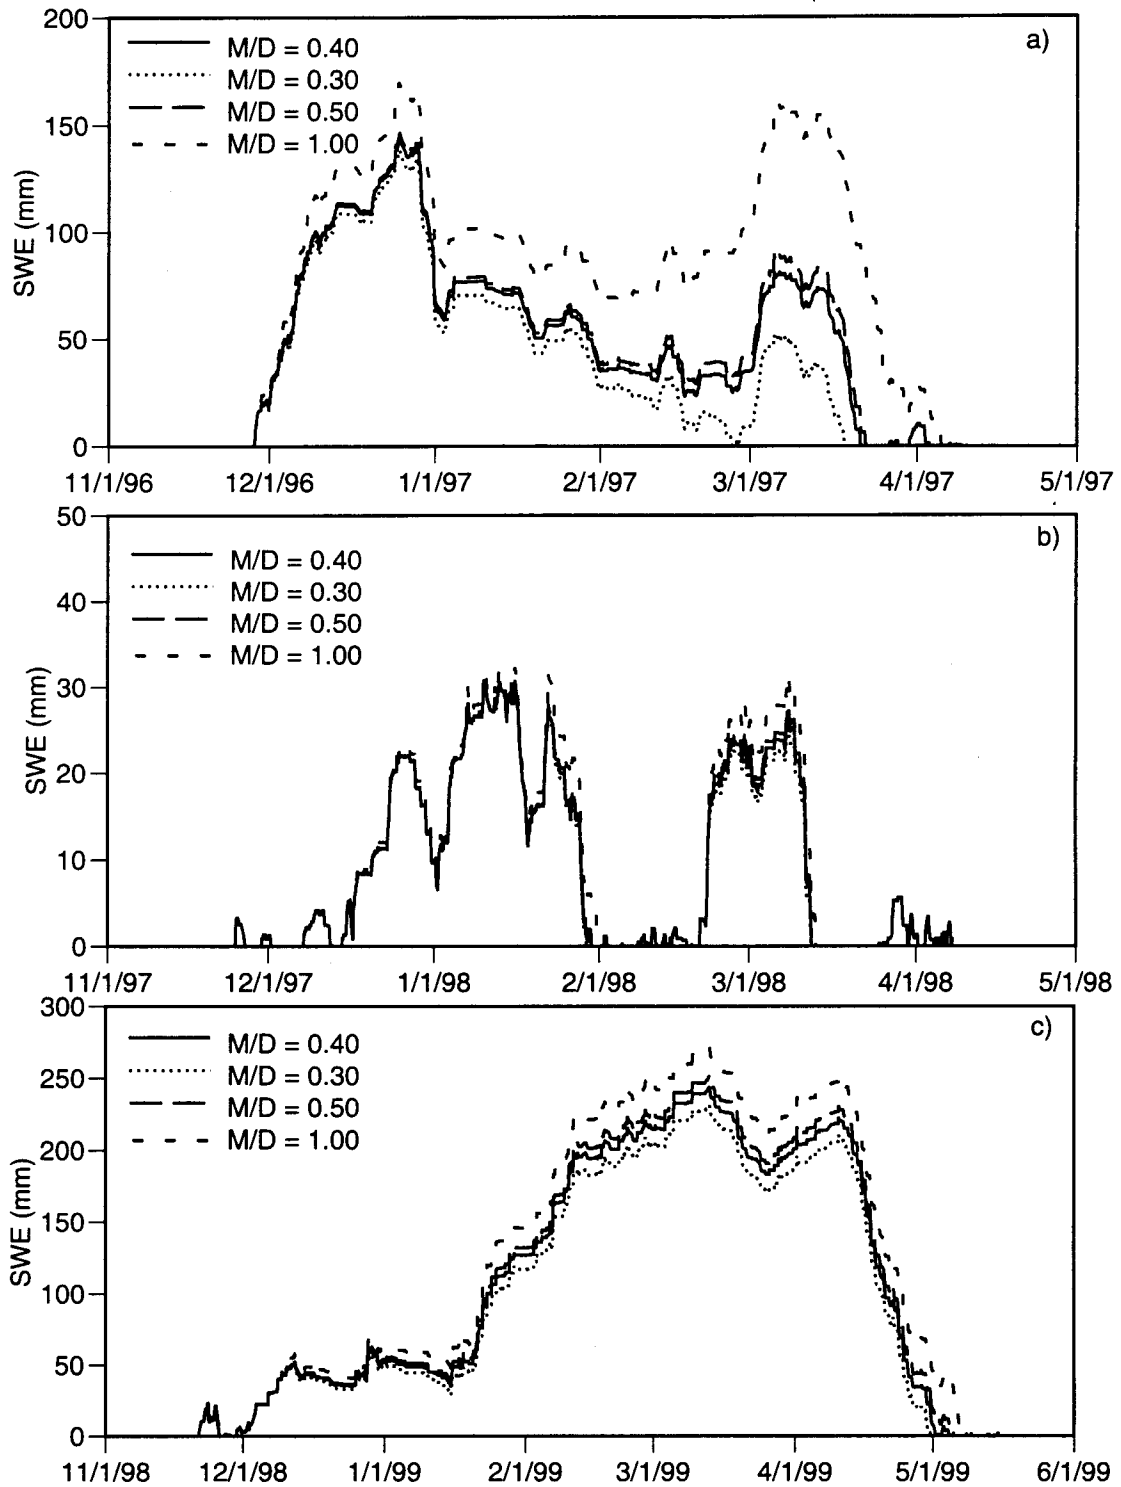 200
a)
M/D = 0.40
M/D = 0.30
M/D = 0.50
M/D = 1.00
150
100
50
0
SWE (mm)
11/1/96 12/1/96 1/1/97 2/1/97 3/1/97 4/1/97 5/1/97
50
b)
M/D = 0.40
M/D = 0.30
M/D = 0.50
M/D = 1.00
40
30
20
10
0
SWE (mm)
11/1/97 12/1/97 1/1/98 2/1/98 3/1/98 4/1/98 5/1/98
300
c)
M/D = 0.40
M/D = 0.30
M/D = 0.50
M/D = 1.00
250
200
150
100
50
0
SWE (mm)
11/1/98 12/1/98 1/1/99 2/1/99 3/1/99 4/1/99 5/1/99 6/1/99